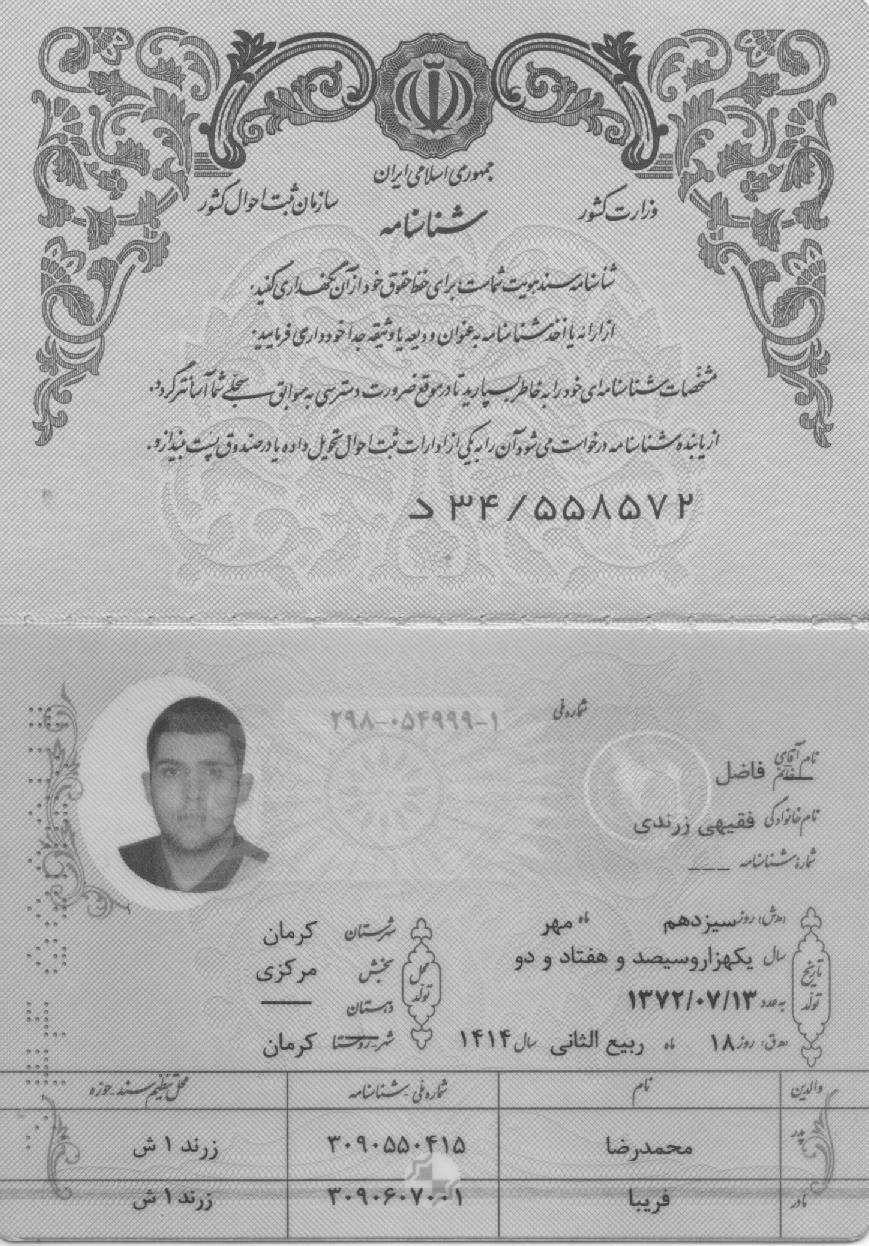 جمهوری اسلامی ایران
وزارت کشور
سازمان ثبت احوال کشور
شناسنامه
شناسنامه سند هویت شماست برای حفظ حقوق خود از آن نگهداری کنید.
از ارائه یا اخذ شناسنامه به عنوان ودیعه یا وثیقه جداً خودداری فرمایید.
مشخصات شناسنامه‌ای خود را به خاطر بسپارید تا در موقع ضرورت دسترسی به سوابق سجلی شما آسانتر گردد.
از یابنده شناسنامه درخواست می‌شود آن را به یکی از ادارات ثبت احوال تحویل داده یا در صندوق پست بیندازد.
د ۳۴/۵۵۸۵۷۲
شماره ملی ۲۹۸-۰۵۴۹۹۹-۱
نام آقای خانم فاضل
نام خانوادگی فقیهی زرندی
شماره شناسنامه ___
تاریخ تولد
(ه.ش): روز سیزدهم ماه مهر
سال یکهزار و سیصد و هفتاد و دو
به عدد ۱۳۷۲/۰۷/۱۳
(ه.ق): روز ۱۸ ماه ربیع الثانی سال ۱۴۱۴
محل تولد
شهرستان کرمان
بخش مرکزی
دهستان ——
شهر روستا کرمان
والدین نام شماره ملی - شناسنامه محل تنظیم سند - حوزه
پدر محمدرضا ۳۰۹۰۵۵۰۴۱۵ زرند ۱ ش
مادر فریبا ۳۰۹۰۶۰۷۰۰۱ زرند ۱ ش